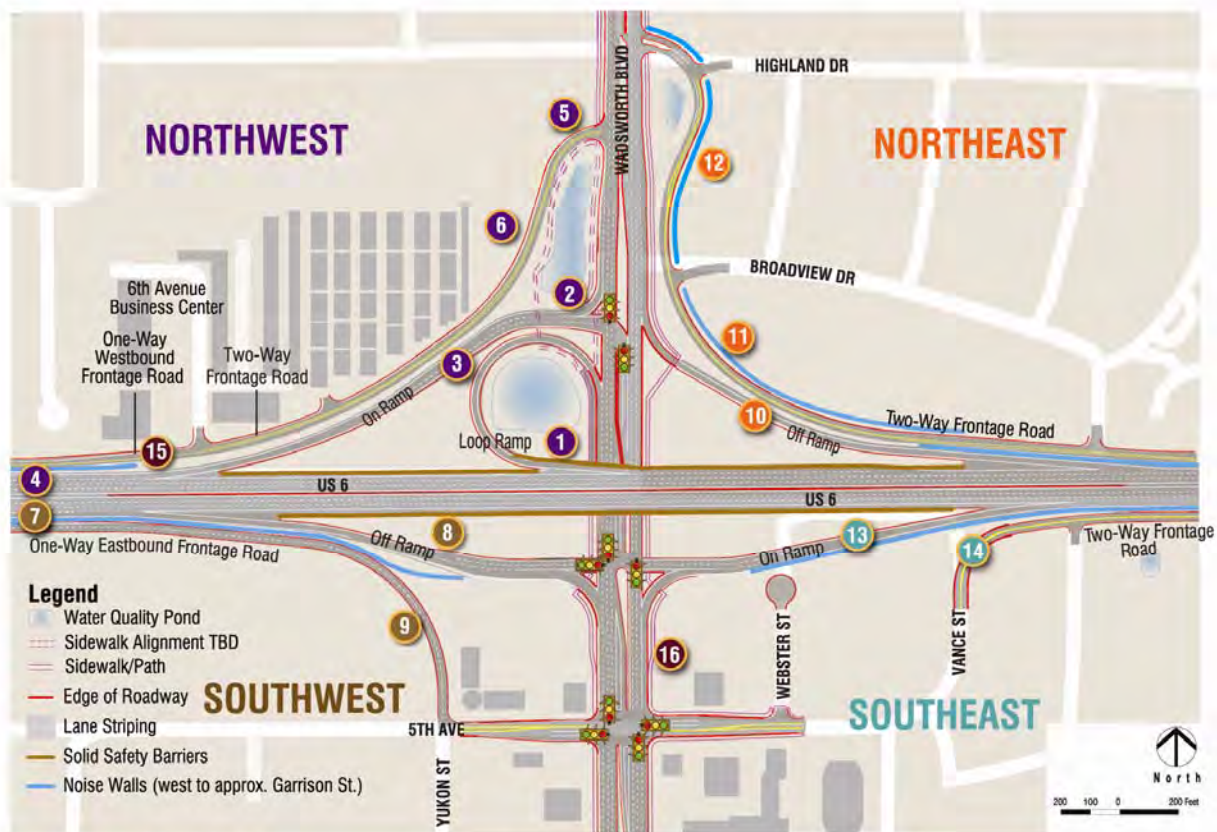 WADSWORTH BLVD
HIGHLAND DR
5
NORTHWEST
NORTHEAST
12
6
BROADVIEW DR
6th Avenue
Business Center
2
One-Way
Westbound
Frontage Road
Two-Way
Frontage Road
11
3
On Ramp
10
Off Ramp
Two-Way Frontage Road
Loop Ramp
1
15
4
US 6
US 6
7
One-Way Eastbound Frontage Road
Off Ramp
8
On Ramp
13
14
Two-Way Frontage
Road
Legend
Water Quality Pond
Sidewalk Alignment TBD
Sidewalk/Path
Edge of Roadway
Lane Striping
Solid Safety Barriers
Noise Walls (west to approx. Garrison St.)
9
16
WEBSTER ST
VANCE ST
SOUTHWEST
SOUTHEAST
5TH AVE
YUKON ST
North
200 100 0 200 Feet